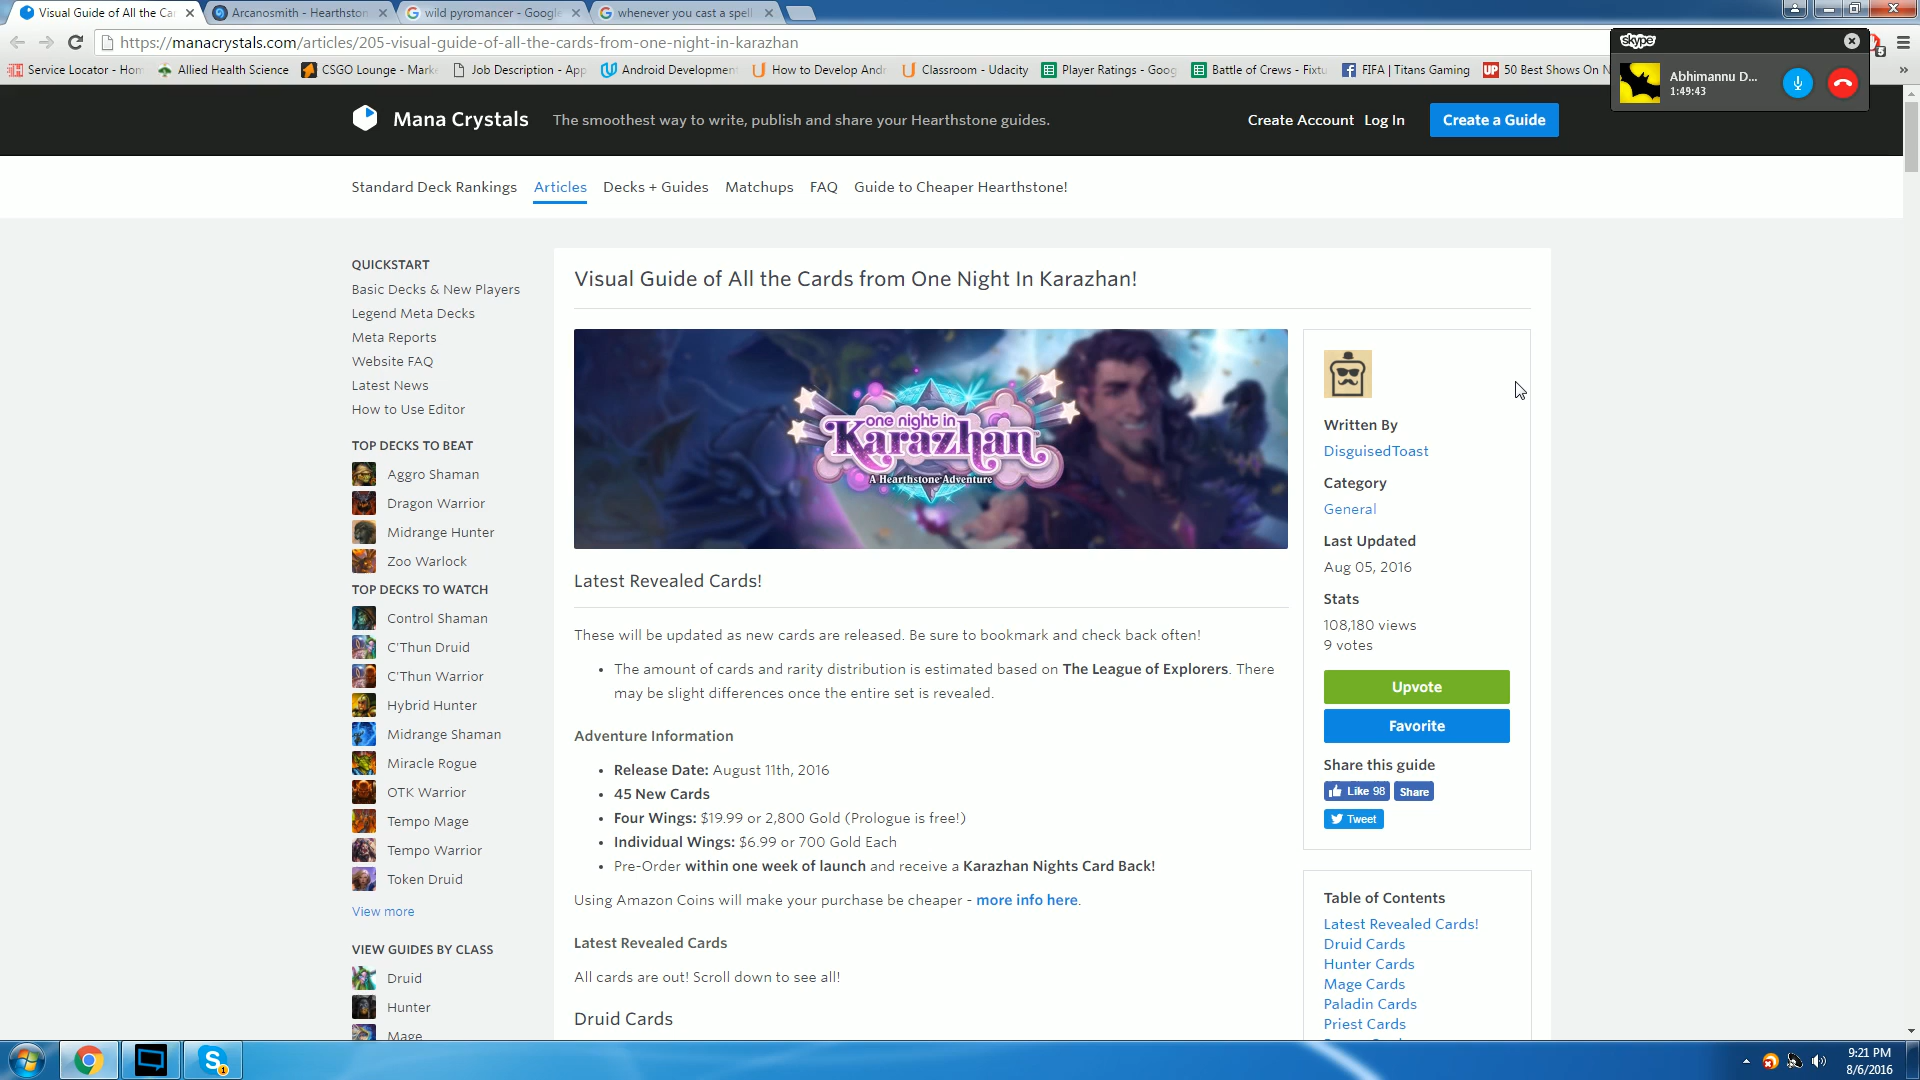 Visual Guide of All the Car
Arcanosmith - Hearthston
wild pyromancer - Google
whenever you cast a spell
https://manacrystals.com/articles/205-visual-guide-of-all-the-cards-from-one-night-in-karazhan
Service Locator - Hom
Allied Health Science
CSGO Lounge - Mark
Job Description - App
Android Development
How to Develop Andr
Classroom - Udacity
Player Ratings - Goog
Battle of Crews - Fixtu
FIFA | Titans Gaming
UP 50 Best Shows On N
skype
Abhimannu D...
1:49:43
Mana Crystals
The smoothest way to write, publish and share your Hearthstone guides.
Create Account
Log In
Create a Guide
Standard Deck Rankings
Articles
Decks + Guides
Matchups
FAQ
Guide to Cheaper Hearthstone!
QUICKSTART
Basic Decks & New Players
Legend Meta Decks
Meta Reports
Website FAQ
Latest News
How to Use Editor
TOP DECKS TO BEAT
Aggro Shaman
Dragon Warrior
Midrange Hunter
Zoo Warlock
TOP DECKS TO WATCH
Control Shaman
C'Thun Druid
C'Thun Warrior
Hybrid Hunter
Midrange Shaman
Miracle Rogue
OTK Warrior
Tempo Mage
Tempo Warrior
Token Druid
View more
VIEW GUIDES BY CLASS
Druid
Hunter
Mage
Visual Guide of All the Cards from One Night In Karazhan!
one night in
Karazhan
A Hearthstone Adventure
Latest Revealed Cards!
These will be updated as new cards are released. Be sure to bookmark and check back often!
• The amount of cards and rarity distribution is estimated based on The League of Explorers. There
may be slight differences once the entire set is revealed.
Adventure Information
• Release Date: August 11th, 2016
• 45 New Cards
• Four Wings: $19.99 or 2,800 Gold (Prologue is free!)
• Individual Wings: $6.99 or 700 Gold Each
• Pre-Order within one week of launch and receive a Karazhan Nights Card Back!
Using Amazon Coins will make your purchase be cheaper - more info here.
Latest Revealed Cards
All cards are out! Scroll down to see all!
Druid Cards
Written By
DisguisedToast
Category
General
Last Updated
Aug 05, 2016
Stats
108,180 views
9 votes
Upvote
Favorite
Share this guide
Like 98
Share
Tweet
Table of Contents
Latest Revealed Cards!
Druid Cards
Hunter Cards
Mage Cards
Paladin Cards
Priest Cards
9:21 PM
8/6/2016